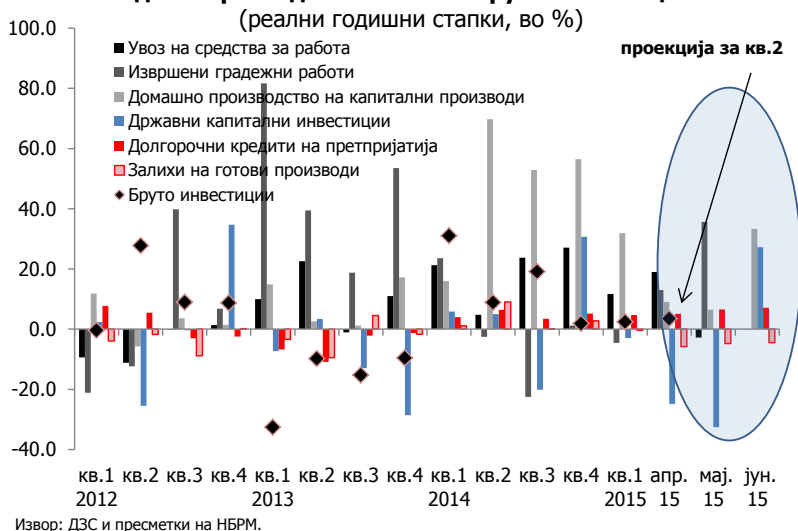 (реални годишни стапки, во %)
100.0
80.0
60.0
40.0
20.0
0.0
-20.0
-40.0
Увоз на средства за работа
Извршени градежни работи
Домашно производство на капитални производи
Државни капитални инвестиции
Долгорочни кредити на претпријатија
Залихи на готови производи
Бруто инвестиции
проекција за кв.2
кв.1 кв.2 кв.3 кв.4 кв.1 кв.2 кв.3 кв.4 кв.1 кв.2 кв.3 кв.4 кв.1 апр. мај. јун.
2012 2013 2014 2015 15 15 15
Извор: ДЗС и пресметки на НБРМ.